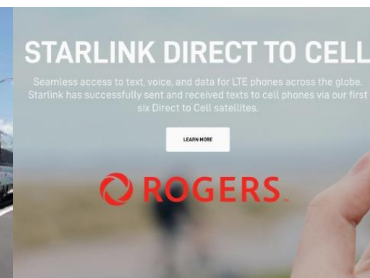 STARLINK DIRECT TO CELL
Seamless access to text, voice, and data for LTE phones across the globe.
Starlink has successfully sent and received texts to cell phones via our first
six Direct to Cell satellites.
LEARN MORE
ROGERS